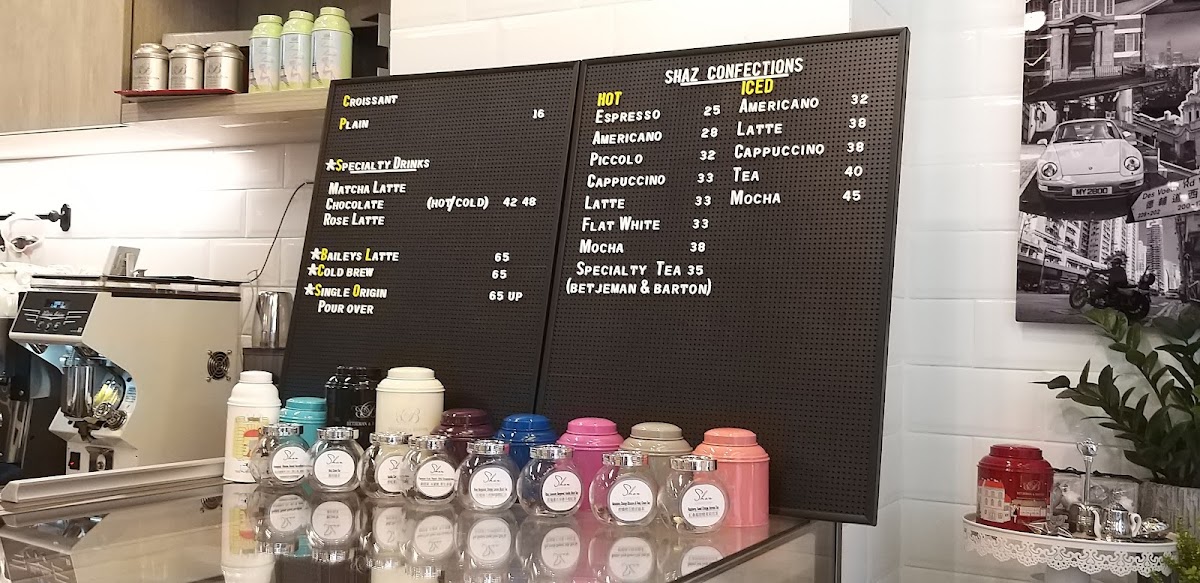 Croissant
Plain 16
*Specialty Drinks
Matcha Latte
Chocolate (hot/cold) 42 48
Rose Latte
*Baileys Latte 65
*Cold brew 65
*Single Origin 65 up
Pour over
Shaz Confections
Hot
Espresso 25
Americano 28
Piccolo 32
Cappuccino 33
Latte 33
Flat White 33
Mocha 38
Specialty Tea 35
(Betjeman & Barton)
Iced
Americano 32
Latte 38
Cappuccino 38
Tea 40
Mocha 45
MY2800
Des Voeux Rd